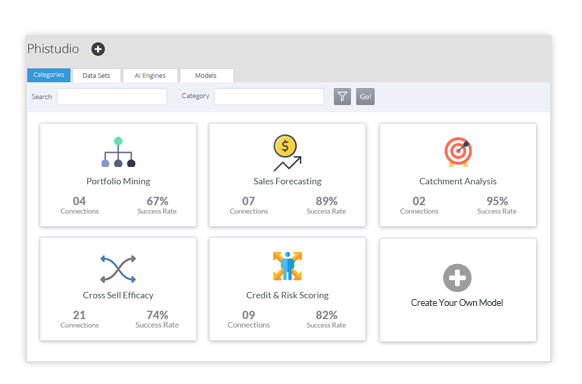 Phistudio
Categories Data Sets AI Engines Models
Search Category Go!
Portfolio Mining
04 67%
Connections Success Rate
Sales Forecasting
$
07 89%
Connections Success Rate
Catchment Analysis
02 95%
Connections Success Rate
Cross Sell Efficacy
21 74%
Connections Success Rate
Credit & Risk Scoring
09 82%
Connections Success Rate
Create Your Own Model